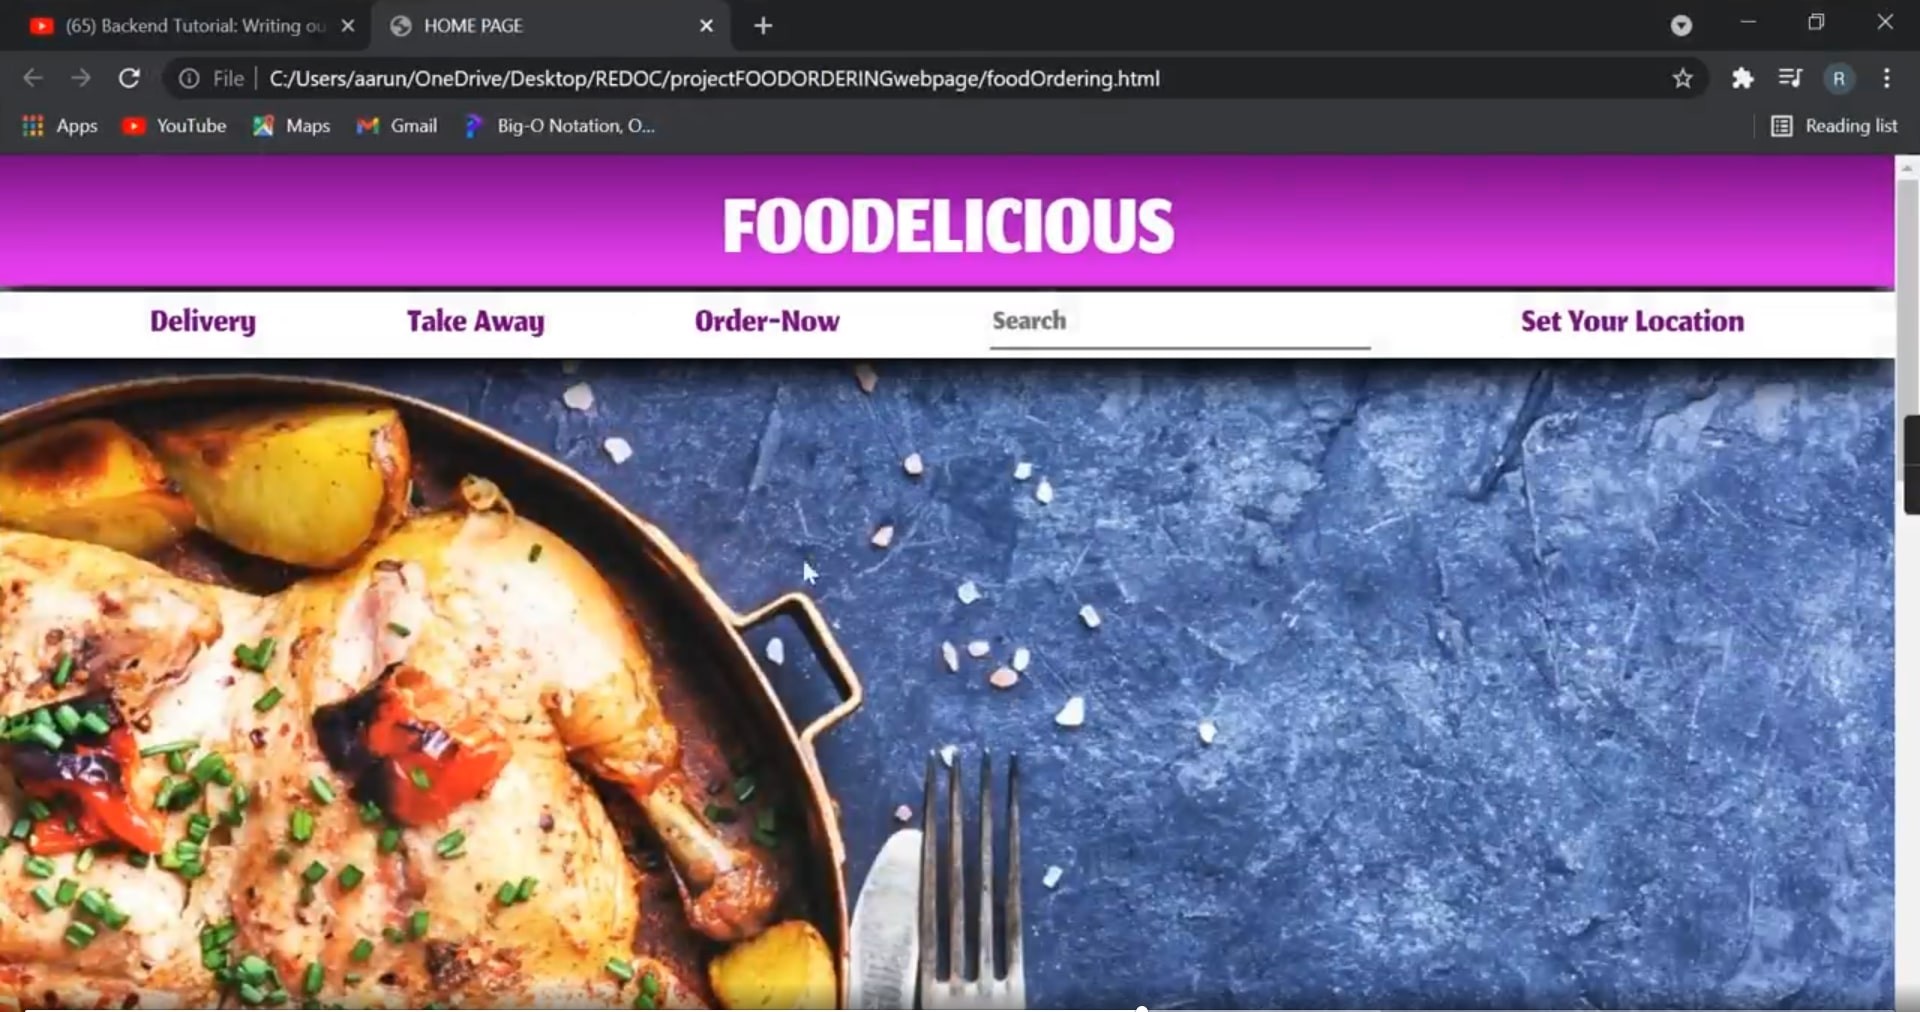 (65) Backend Tutorial: Writing ou
HOME PAGE
File
C:/Users/aarun/OneDrive/Desktop/REDOC/projectFOODORDERINGwebpage/foodOrdering.html
R
Apps
YouTube
Maps
Gmail
Big-O Notation, O...
Reading list
FOODELICIOUS
Delivery
Take Away
Order-Now
Search
Set Your Location